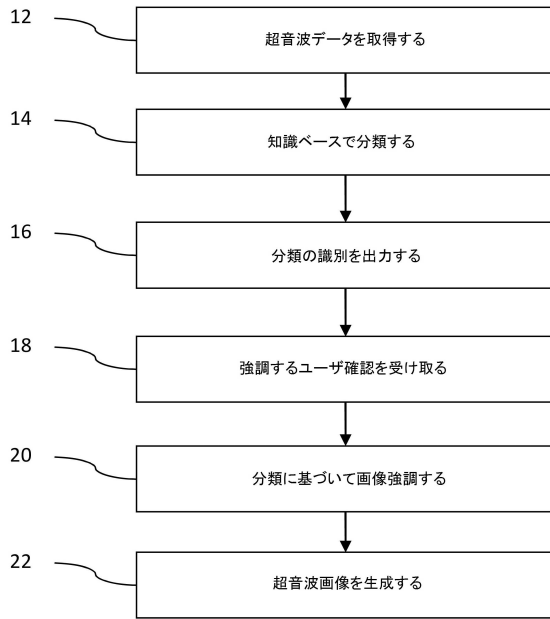 12
超音波データを取得する
14
知識ベースで分類する
16
分類の識別を出力する
18
強調するユーザ確認を受け取る
20
分類に基づいて画像強調する
22
超音波画像を生成する